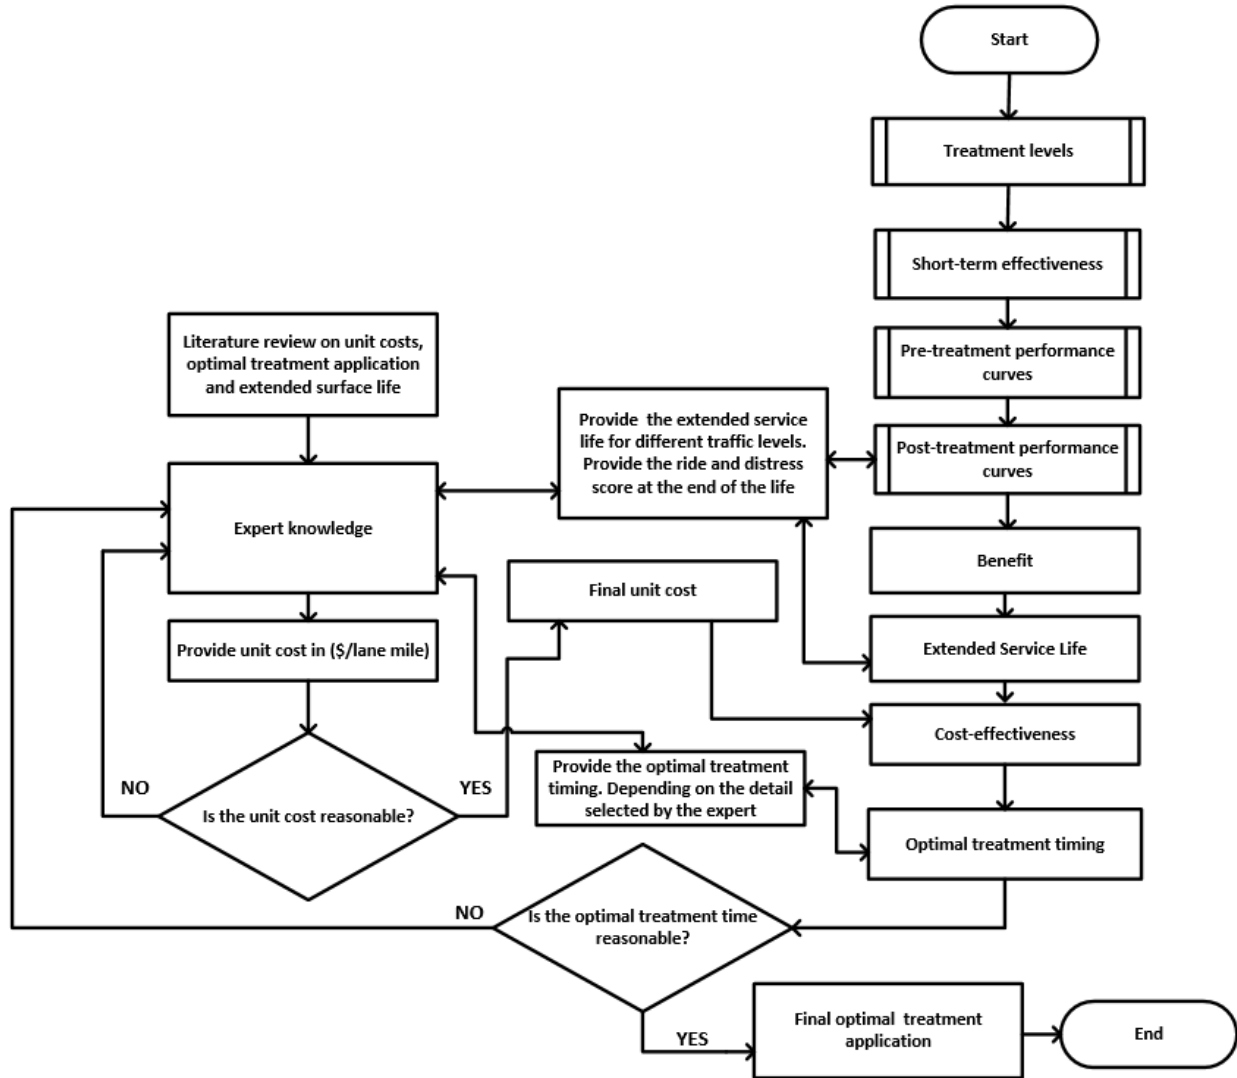 Start
Treatment levels
Short-term effectiveness
Pre-treatment performance
curves
Post-treatment performance
curves
Benefit
Extended Service Life
Cost-effectiveness
Optimal treatment timing
Literature review on unit costs,
optimal treatment application
and extended surface life
Expert knowledge
Provide unit cost in ($/lane mile)
Is the unit cost reasonable?
NO
YES
Provide the extended service
life for different traffic levels.
Provide the ride and distress
score at the end of the life
Final unit cost
Provide the optimal treatment
timing. Depending on the detail
selected by the expert
Is the optimal treatment time
reasonable?
NO
YES
Final optimal treatment
application
End